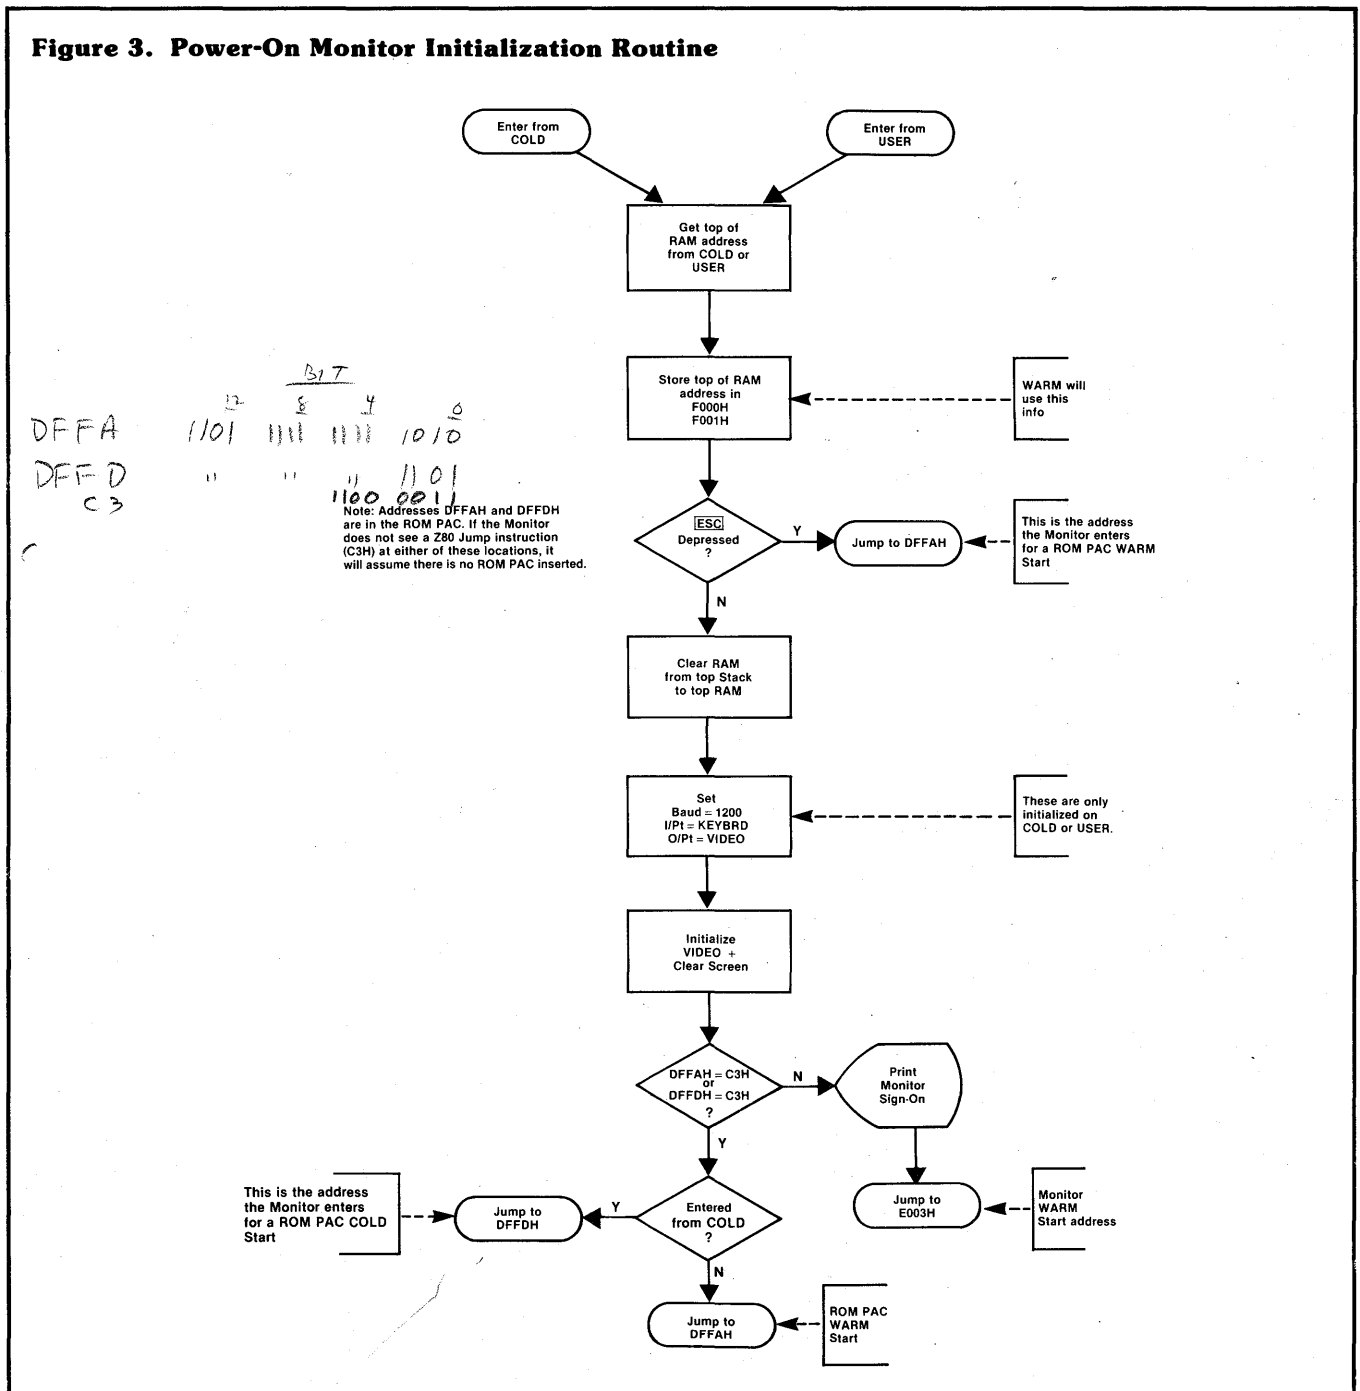 Figure 3. Power-On Monitor Initialization Routine
Enter from
COLD
Enter from
USER
Get top of
RAM address
from COLD or
USER
Store top of RAM
address in
F000H
F001H
WARM will
use this
info
BIT
12 8 4 0
DFFA 1101 1111 1111 1010
DFFD " " " 1101
C3 1100 0011
Note: Addresses DFFAH and DFFDH
are in the ROM PAC. If the Monitor
does not see a Z80 Jump instruction
(C3H) at either of these locations, it
will assume there is no ROM PAC inserted.
ESC
Depressed
?
Y
Jump to DFFAH
This is the address
the Monitor enters
for a ROM PAC WARM
Start
N
Clear RAM
from top Stack
to top RAM
Set
Baud = 1200
I/Pt = KEYBRD
O/Pt = VIDEO
These are only
initialized on
COLD or USER.
Initialize
VIDEO +
Clear Screen
DFFAH = C3H
or
DFFDH = C3H
?
N
Print
Monitor
Sign-On
Y
Jump to
E003H
Monitor
WARM
Start address
This is the address
the Monitor enters
for a ROM PAC COLD
Start
Jump to
DFFDH
Y
Entered
from COLD
?
N
Jump to
DFFAH
ROM PAC
WARM
Start